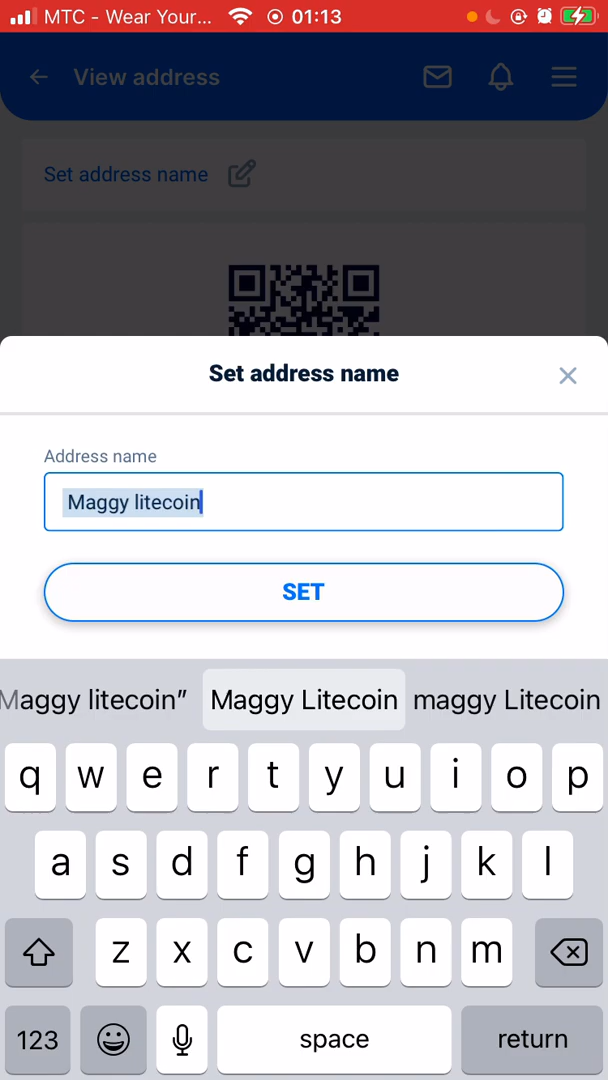 MTC - Wear Your... 01:13
View address
Set address name
Set address name
Address name
Maggy litecoin
SET
Maggy litecoin” Maggy Litecoin maggy Litecoin
q w e r t y u i o p
a s d f g h j k l
z x c v b n m
123 space return